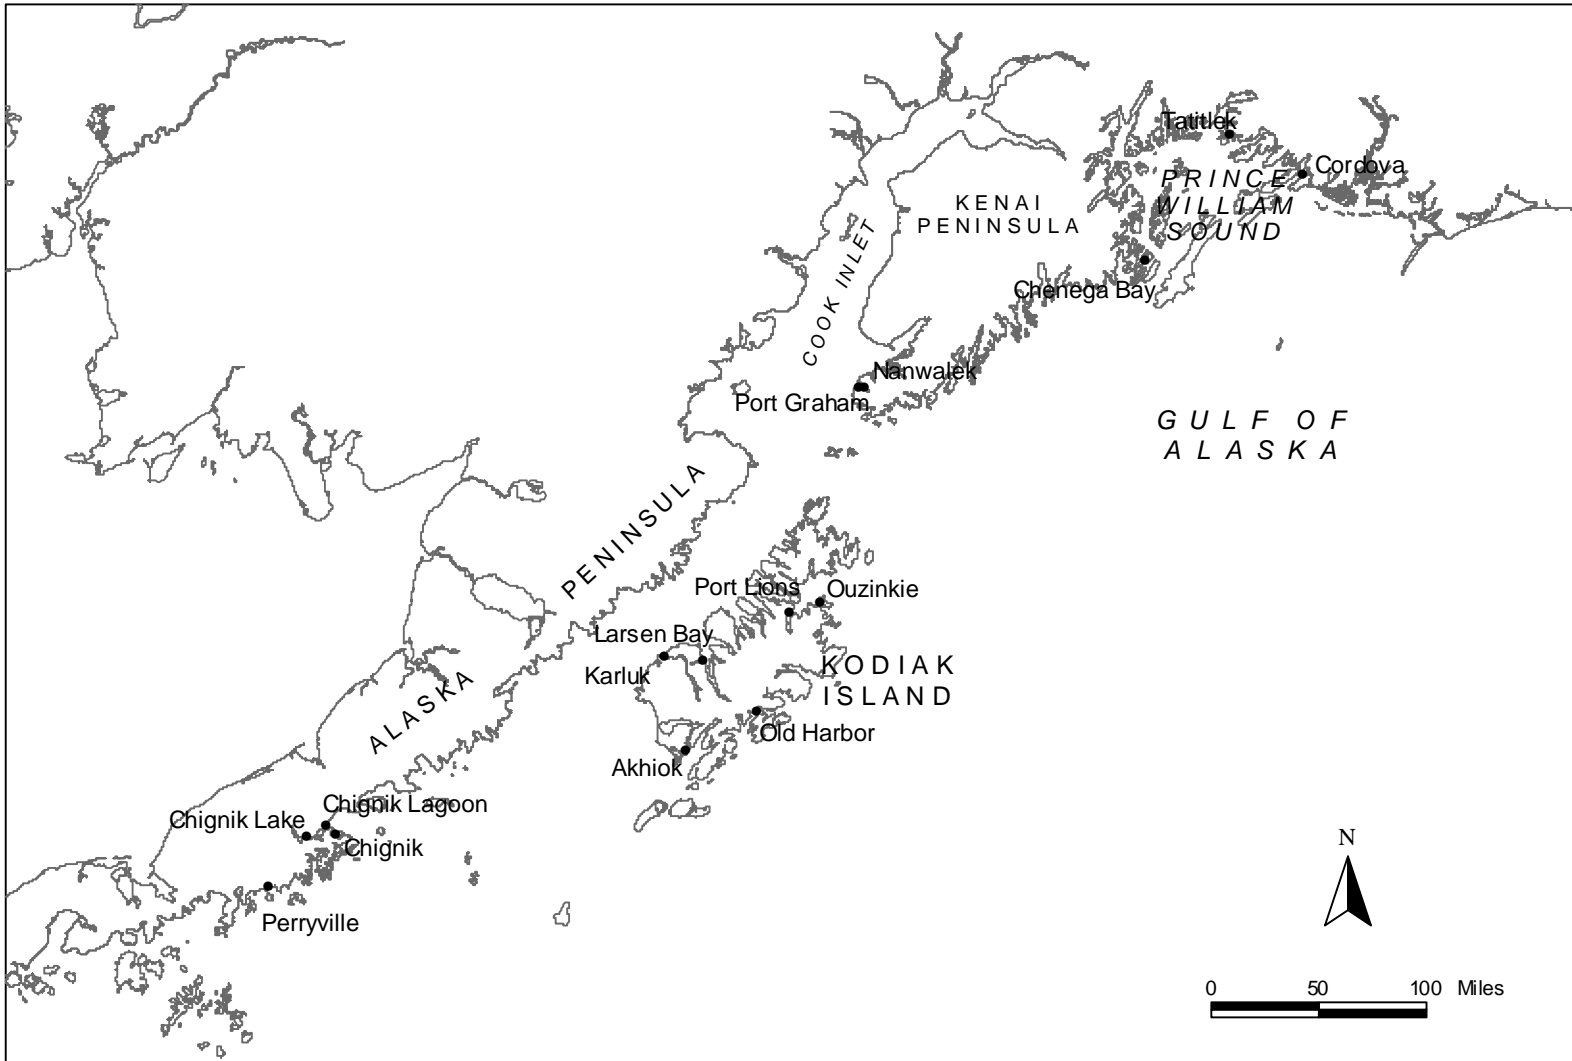 Tatitlek
Cordova
PRINCE
WILLIAM
SOUND
KENAI
PENINSULA
COOK INLET
Chenega Bay
Nanwalek
Port Graham
GULF OF
ALASKA
PENINSULA
Port Lions
Ouzinkie
Larsen Bay
Karluk
KODIAK
ISLAND
ALASKA
Old Harbor
Akhiok
Chignik Lagoon
Chignik Lake
Chignik
Perryville
N
0 50 100 Miles